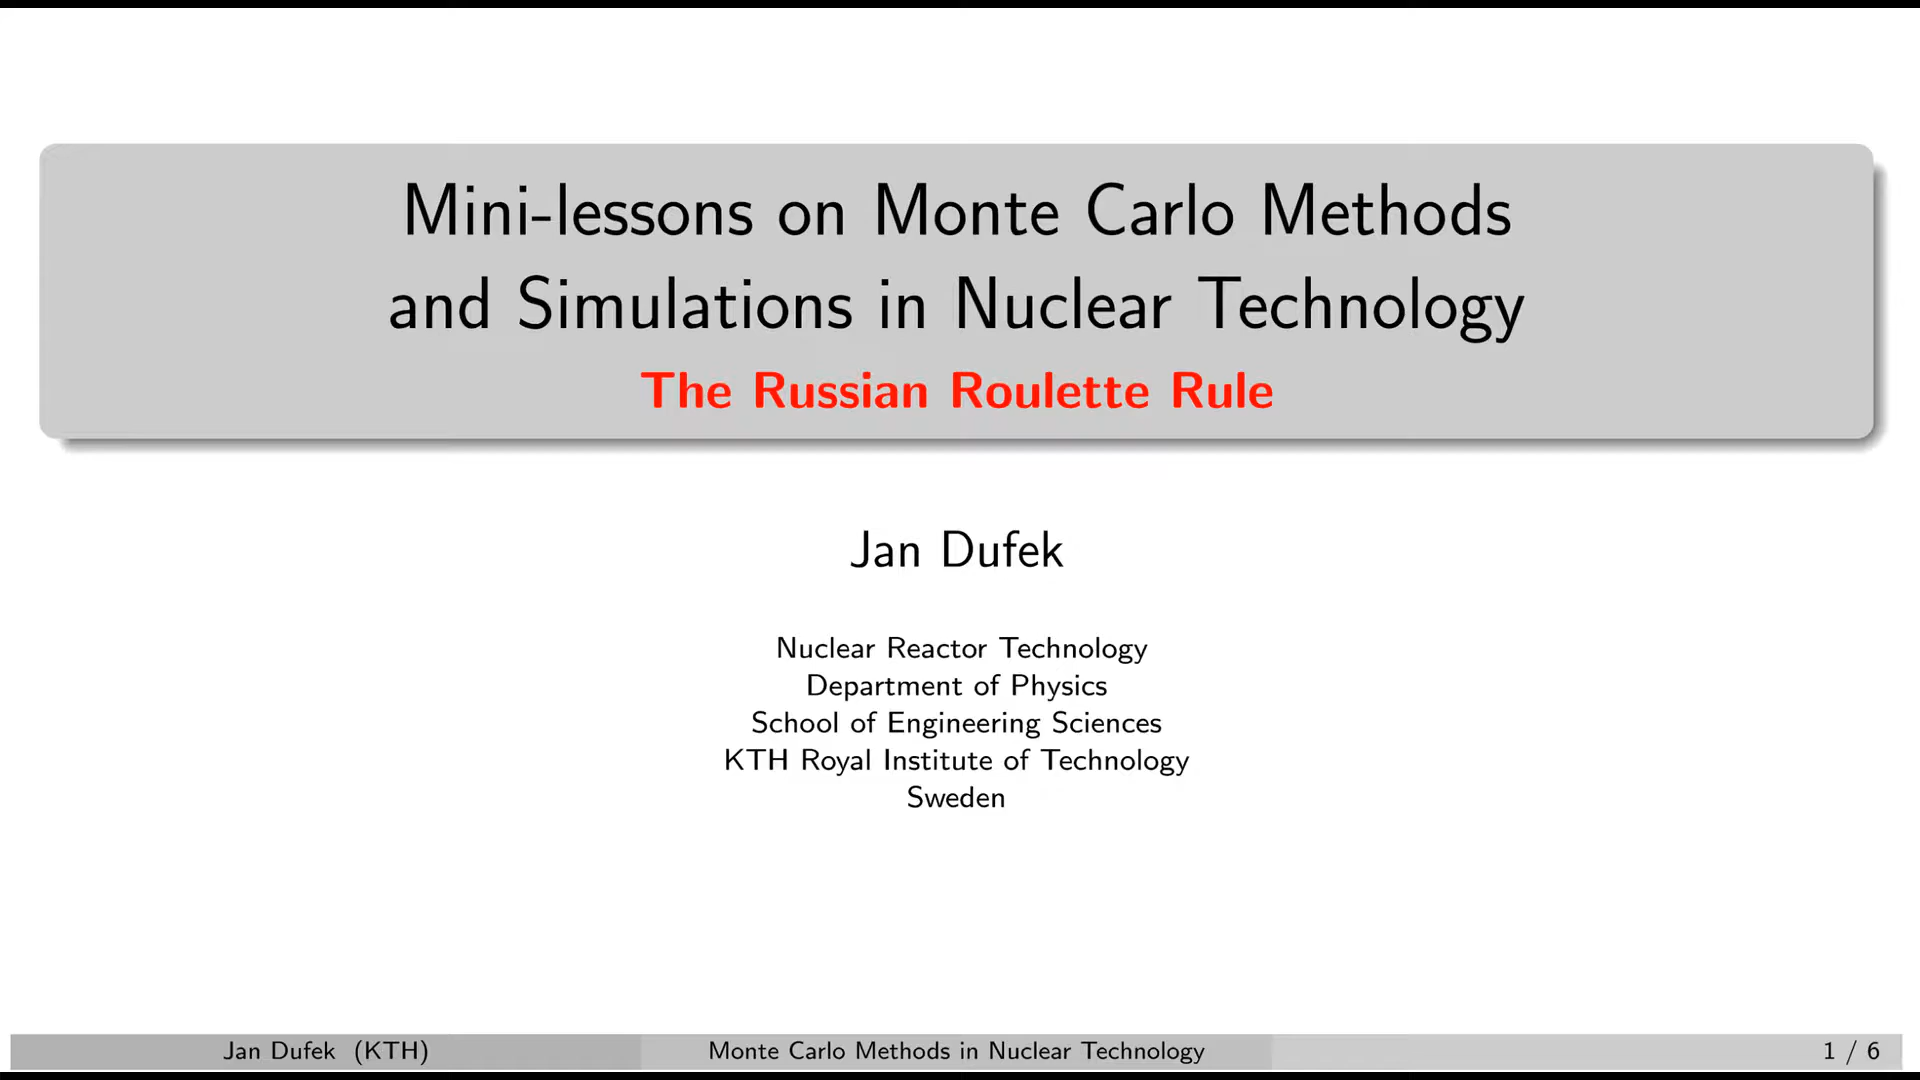 Mini-lessons on Monte Carlo Methods
and Simulations in Nuclear Technology
The Russian Roulette Rule
Jan Dufek
Nuclear Reactor Technology
Department of Physics
School of Engineering Sciences
KTH Royal Institute of Technology
Sweden
Jan Dufek (KTH) Monte Carlo Methods in Nuclear Technology 1 / 6